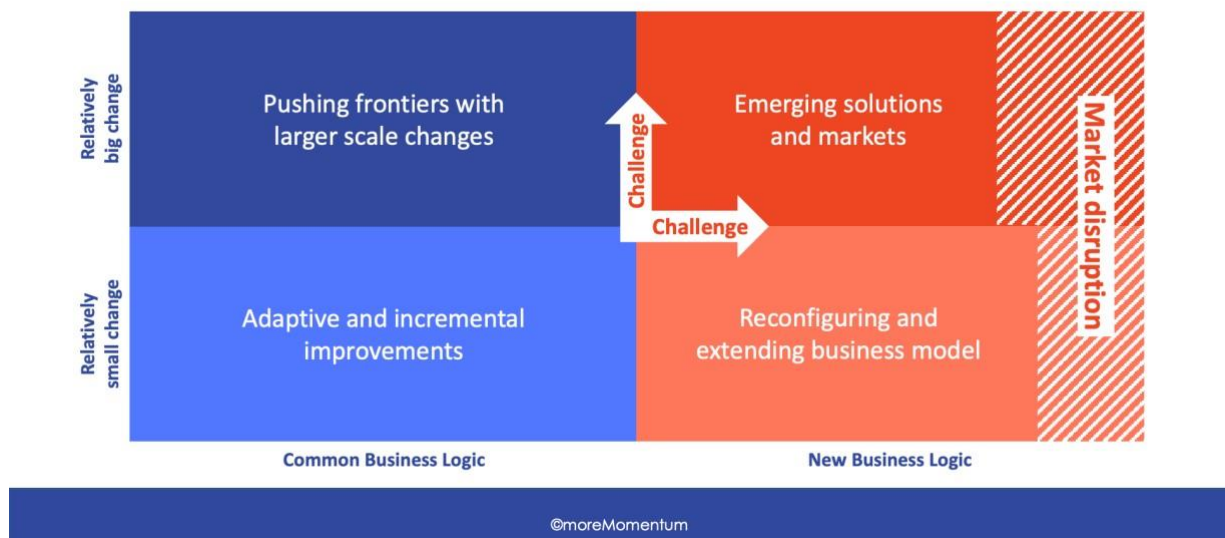 Relatively
big change
Pushing frontiers with
larger scale changes
Challenge
Challenge
Emerging solutions
and markets
Market disruption
Relatively
small change
Adaptive and incremental
improvements
Reconfiguring and
extending business model
Common Business Logic
New Business Logic
©moreMomentum